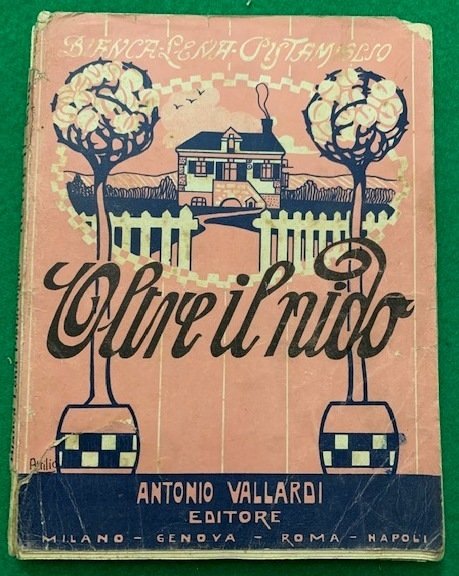 BIANCA-LENA-PISTAMIGLIO
Oltre il nido
ANTONIO VALLARDI
EDITORE
MILANO - GENOVA - ROMA - NAPOLI